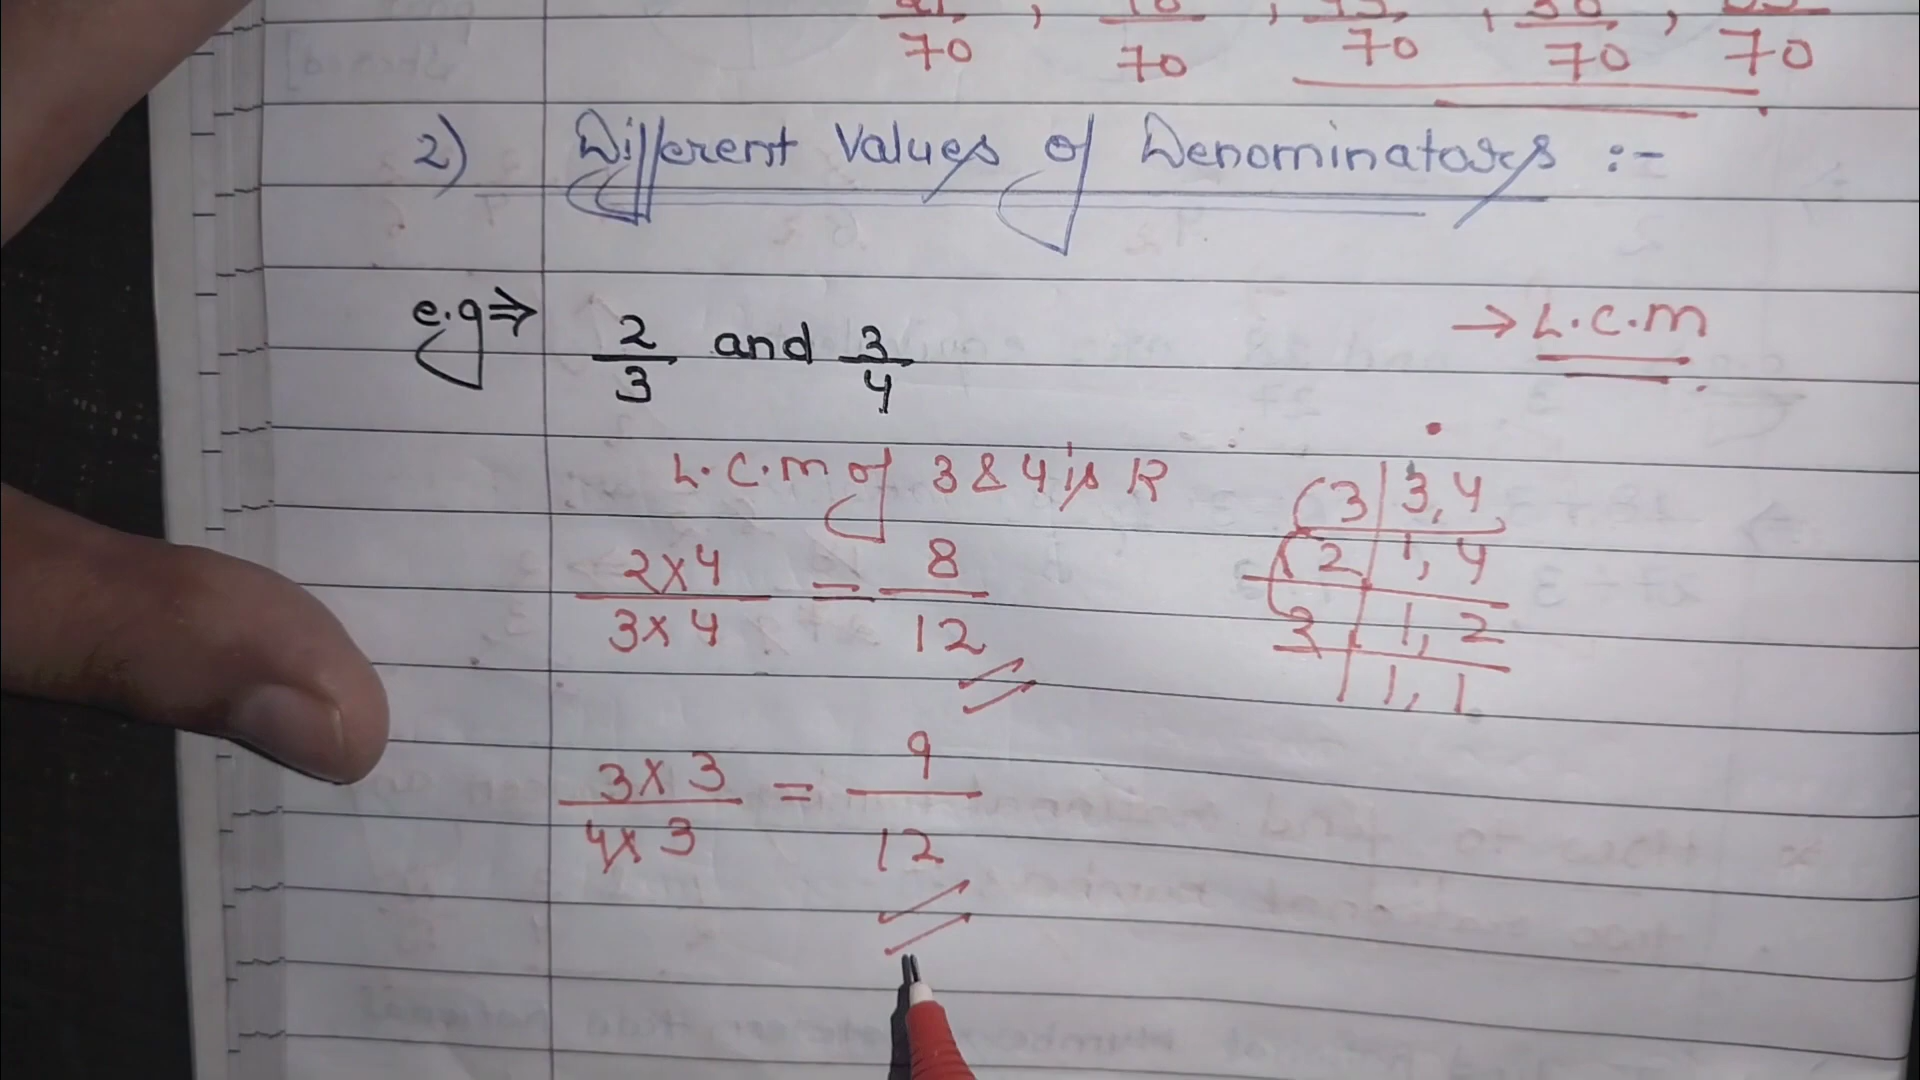 70 , 70 , 70 , 70 , 70
2) Different Values of Denominators :-
e.g ⇒ 2/3 and 3/4
→ L.C.M
L.C.M of 3 & 4 is 12
3 | 3, 4
2 | 1, 4
2 | 1, 2
| 1, 1
2×4/3×4 = 8/12
3×3/4×3 = 9/12